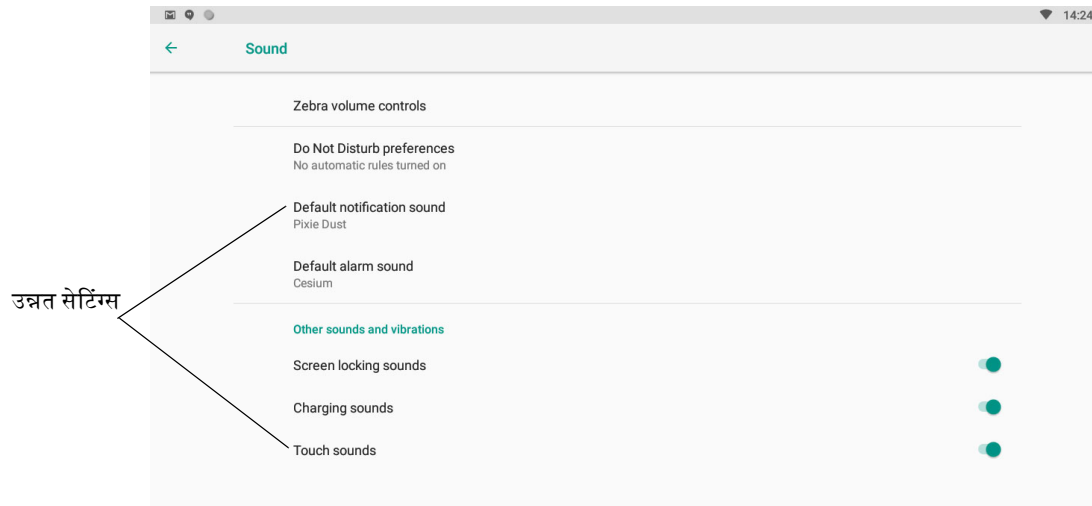 14:24
Sound
Zebra volume controls
Do Not Disturb preferences
No automatic rules turned on
Default notification sound
Pixie Dust
Default alarm sound
Cesium
उन्नत सेटिंग्स
Other sounds and vibrations
Screen locking sounds
Charging sounds
Touch sounds